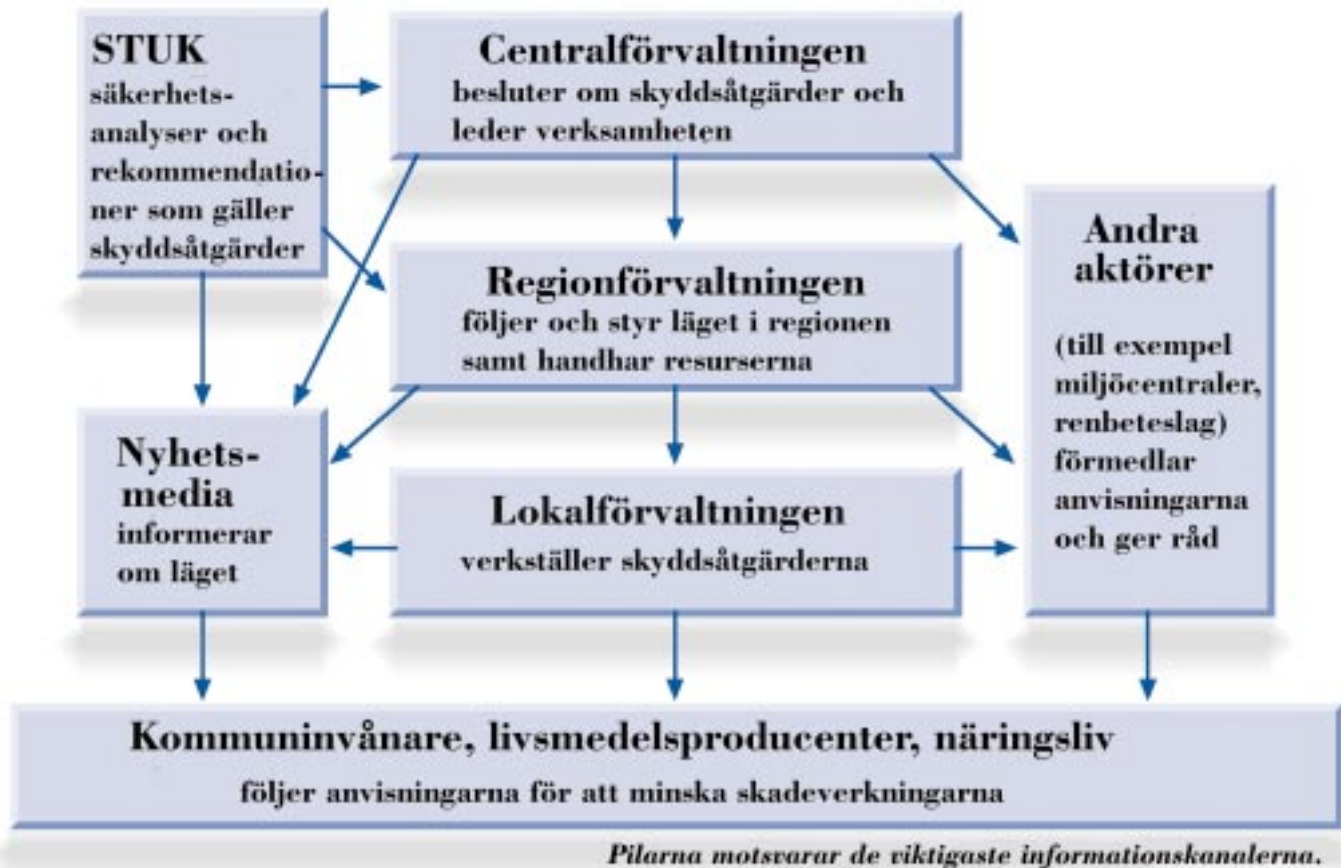 STUK
säkerhets-
analyser och
rekommendatio-
ner som gäller
skyddsåtgärder
Centralförvaltningen
besluter om skyddsåtgärder och
leder verksamheten
Regionförvaltningen
följer och styr läget i regionen
samt handhar resurserna
Andra
aktörer
(till exempel
miljöcentraler,
renbeteslag)
förmedlar
anvisningarna
och ger råd
Nyhets-
media
informerar
om läget
Lokalförvaltningen
verkställer skyddsåtgärderna
Kommuninvånare, livsmedelsproducenter, näringsliv
följer anvisningarna för att minska skadeverkningarna
Pilarna motsvarar de viktigaste informationskanalerna.